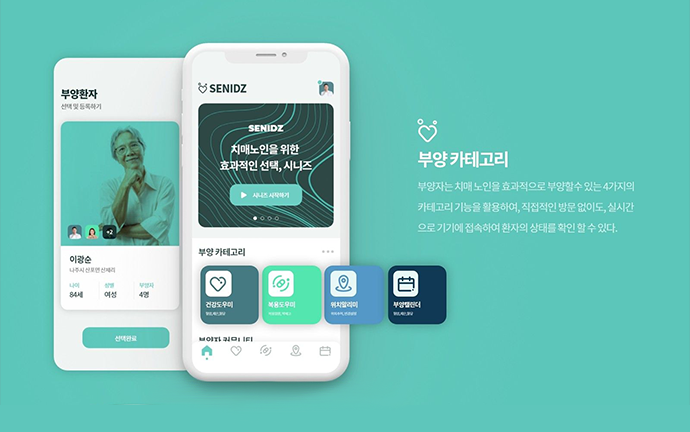 부양환자
선택 및 등록하기
+2
이광순
나주시 산포면 신체리
나이 성별 부양자
84세 여성 4명
선택완료
SENIDZ
SENIDZ
치매노인을 위한
효과적인 선택, 시니즈
시니즈 시작하기
부양 카테고리
건강도우미
복용도우미
위치알리미
부양캘린더
부양자 커뮤니티
부양 카테고리
부양자는 치매 노인을 효과적으로 부양할수 있는 4가지의
카테고리 기능을 활용하여, 직접적인 방문 없이도, 실시간
으로 기기에 접속하여 환자의 상태를 확인 할 수 있다.